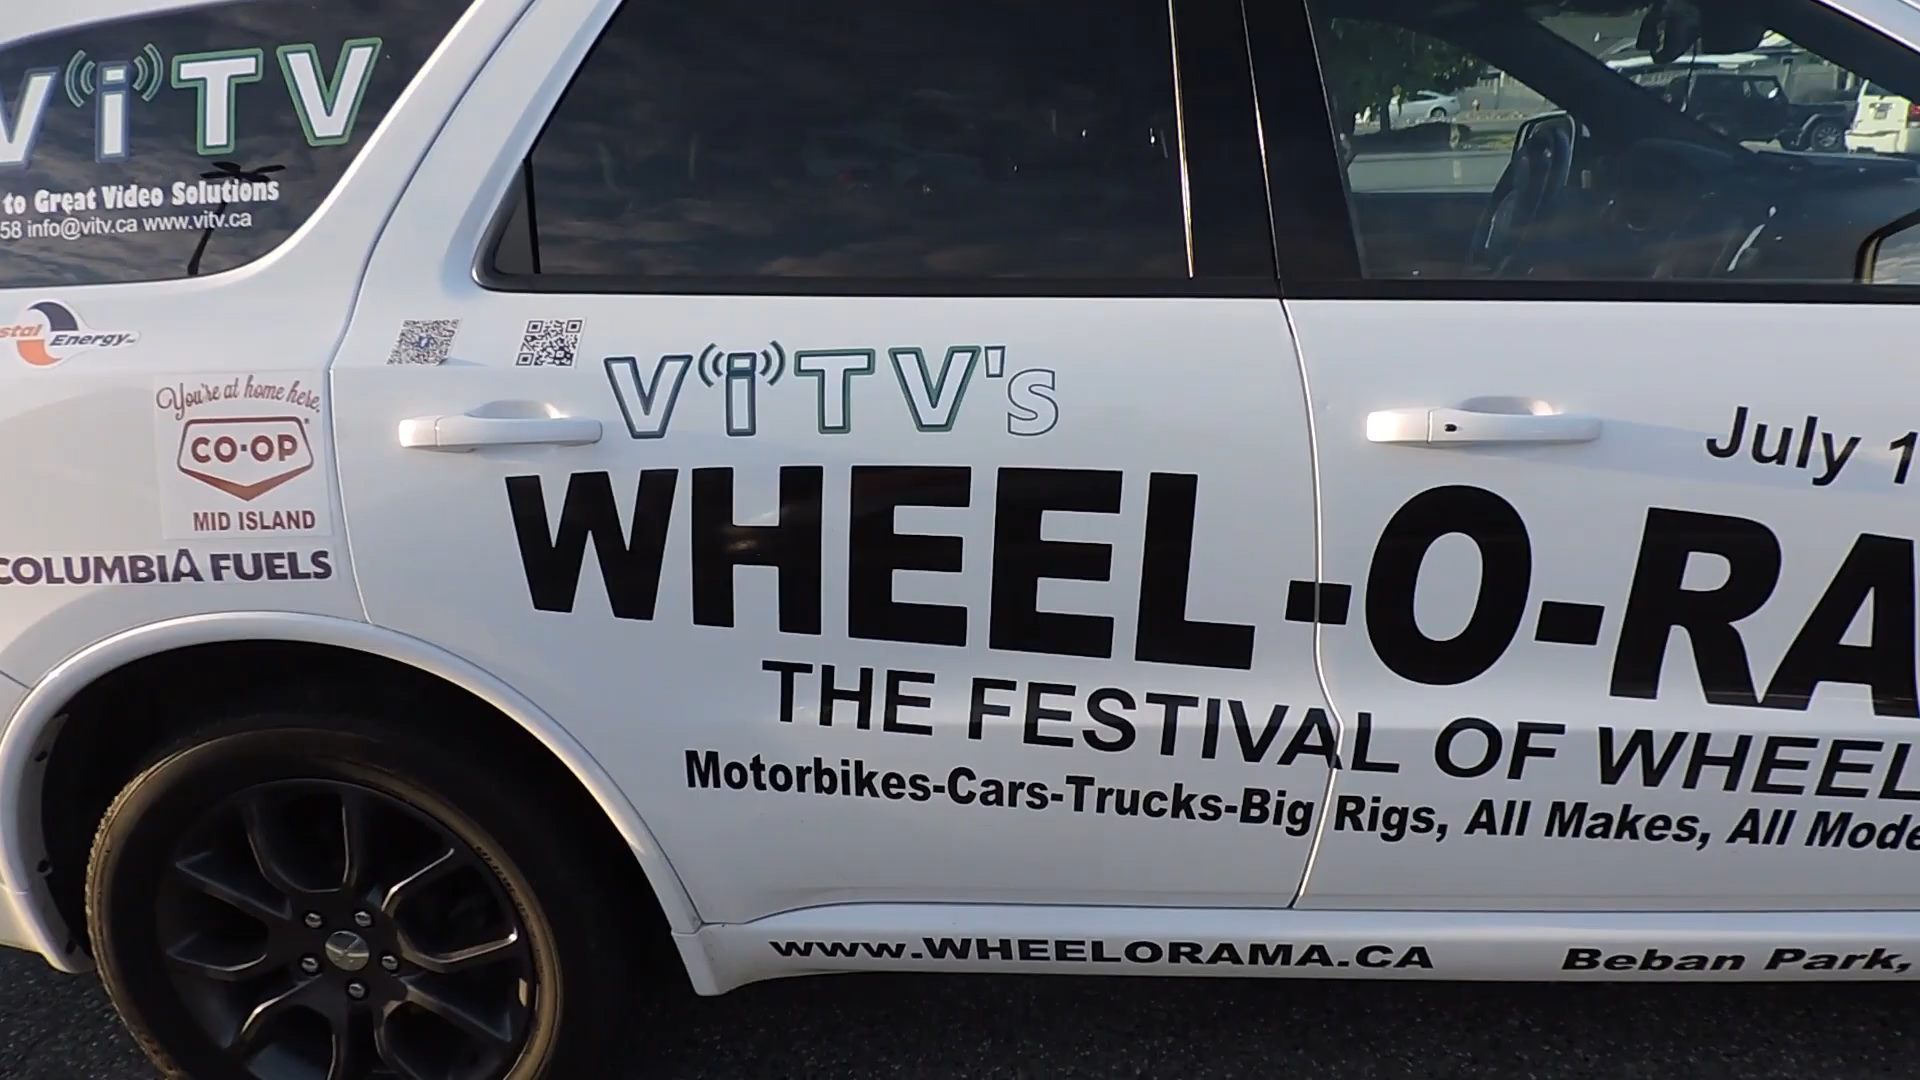 ViTV
to Great Video Solutions
58 info@vitv.ca www.vitv.ca
stal Energy
You're at home here.
CO-OP
MID ISLAND
COLUMBIA FUELS
ViTV's
July 1
WHEEL-O-RA
THE FESTIVAL OF WHEEL
Motorbikes-Cars-Trucks-Big Rigs, All Makes, All Mode
www.WHEELORAMA.CA
Beban Park,